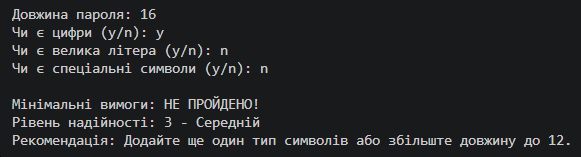 Довжина пароля: 16
Чи є цифри (y/n): y
Чи є велика літера (y/n): n
Чи є спеціальні символи (y/n): n

Мінімальні вимоги: НЕ ПРОЙДЕНО!
Рівень надійності: 3 - Середній
Рекомендація: Додайте ще один тип символів або збільште довжину до 12.